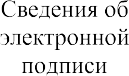 Сведения об
электронной
подписи